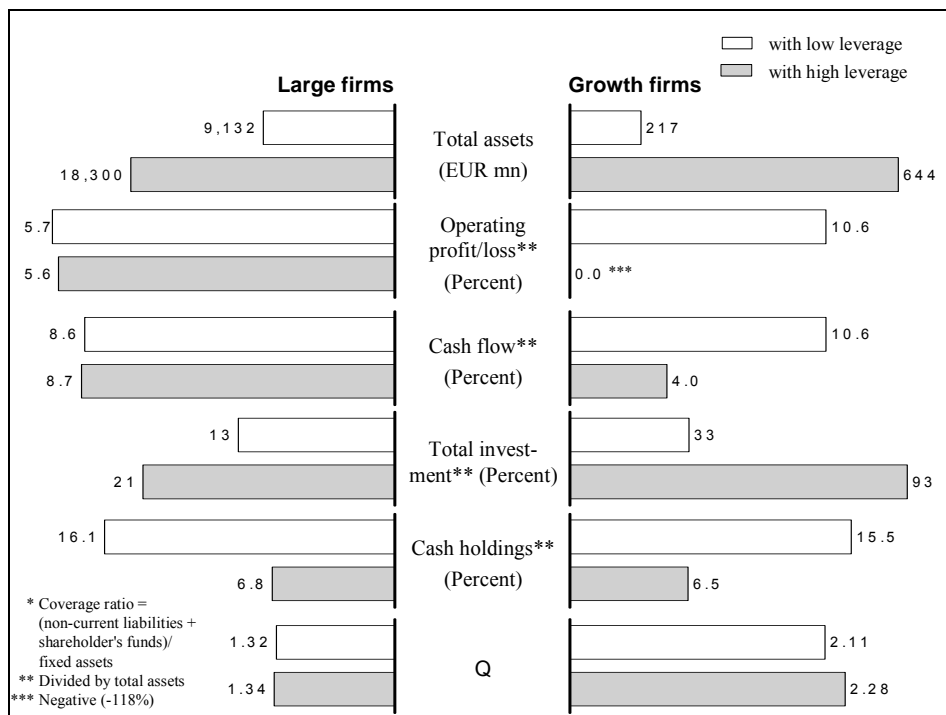 with low leverage
with high leverage
Large firms
Growth firms
9,132
Total assets
(EUR mn)
217
18,300
644
5.7
Operating
profit/loss**
(Percent)
10.6
5.6
0.0 ***
8.6
Cash flow**
(Percent)
10.6
8.7
4.0
13
Total invest-
ment** (Percent)
33
21
93
16.1
Cash holdings**
(Percent)
15.5
6.8
6.5
1.32
Q
2.11
1.34
2.28
* Coverage ratio =
(non-current liabilities +
shareholder's funds)/
fixed assets
** Divided by total assets
*** Negative (-118%)